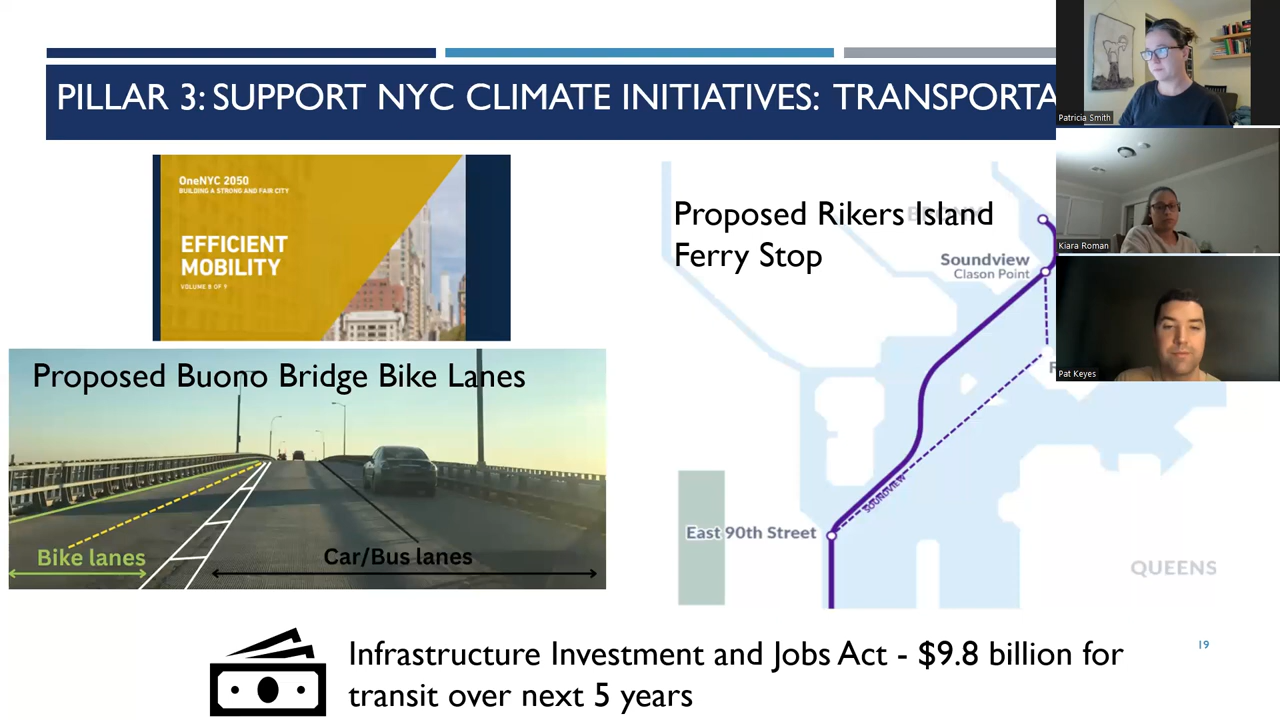 PILLAR 3: SUPPORT NYC CLIMATE INITIATIVES: TRANSPORTA
Patricia Smith
OneNYC 2050
BUILDING A STRONG AND FAIR CITY
EFFICIENT
MOBILITY
VOLUME 8 OF 9
Proposed Rikers Island
Ferry Stop
Soundview
Clason Point
Kiara Roman
Pat Keyes
Proposed Buono Bridge Bike Lanes
Bike lanes
Car/Bus lanes
SOUNDVIEW
East 90th Street
QUEENS
Infrastructure Investment and Jobs Act - $9.8 billion for
transit over next 5 years
19